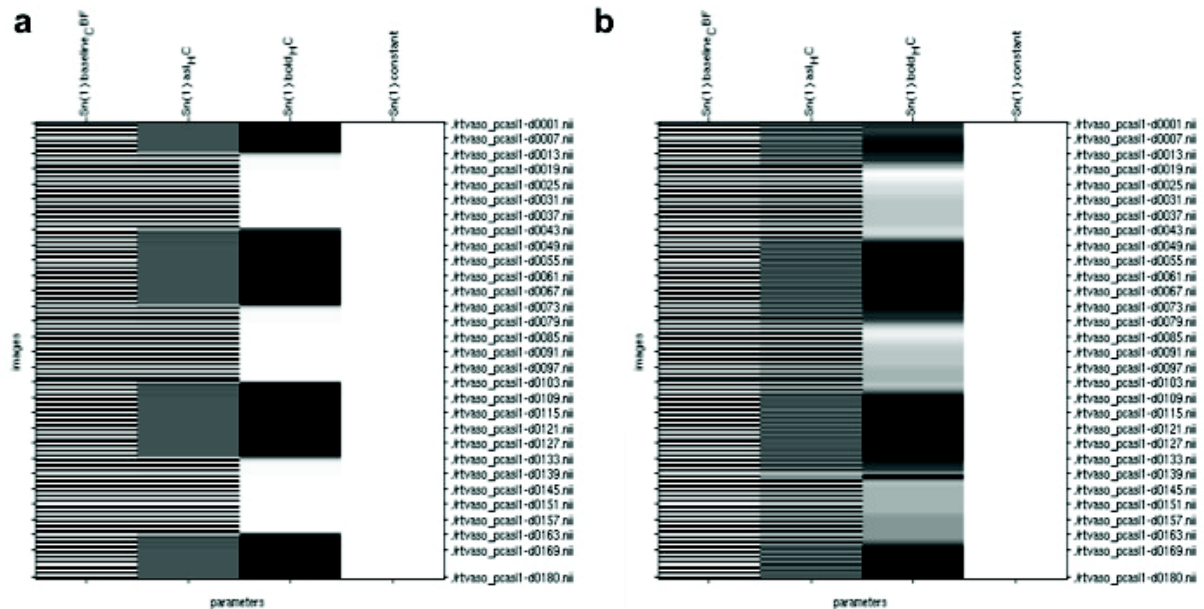 a
Sn(1) baseline_CBF
Sn(1) asl_HC
Sn(1) bold_HC
Sn(1) constant
./rtvaso_pcasl1-d0001.nii
./rtvaso_pcasl1-d0007.nii
./rtvaso_pcasl1-d0013.nii
./rtvaso_pcasl1-d0019.nii
./rtvaso_pcasl1-d0025.nii
./rtvaso_pcasl1-d0031.nii
./rtvaso_pcasl1-d0037.nii
./rtvaso_pcasl1-d0043.nii
./rtvaso_pcasl1-d0049.nii
./rtvaso_pcasl1-d0055.nii
./rtvaso_pcasl1-d0061.nii
./rtvaso_pcasl1-d0067.nii
./rtvaso_pcasl1-d0073.nii
./rtvaso_pcasl1-d0079.nii
./rtvaso_pcasl1-d0085.nii
./rtvaso_pcasl1-d0091.nii
./rtvaso_pcasl1-d0097.nii
./rtvaso_pcasl1-d0103.nii
./rtvaso_pcasl1-d0109.nii
./rtvaso_pcasl1-d0115.nii
./rtvaso_pcasl1-d0121.nii
./rtvaso_pcasl1-d0127.nii
./rtvaso_pcasl1-d0133.nii
./rtvaso_pcasl1-d0139.nii
./rtvaso_pcasl1-d0145.nii
./rtvaso_pcasl1-d0151.nii
./rtvaso_pcasl1-d0157.nii
./rtvaso_pcasl1-d0163.nii
./rtvaso_pcasl1-d0169.nii
./rtvaso_pcasl1-d0180.nii
images
parameters
b
Sn(1) baseline_CBF
Sn(1) asl_HC
Sn(1) bold_HC
Sn(1) constant
./rtvaso_pcasl1-d0001.nii
./rtvaso_pcasl1-d0007.nii
./rtvaso_pcasl1-d0013.nii
./rtvaso_pcasl1-d0019.nii
./rtvaso_pcasl1-d0025.nii
./rtvaso_pcasl1-d0031.nii
./rtvaso_pcasl1-d0037.nii
./rtvaso_pcasl1-d0043.nii
./rtvaso_pcasl1-d0049.nii
./rtvaso_pcasl1-d0055.nii
./rtvaso_pcasl1-d0061.nii
./rtvaso_pcasl1-d0067.nii
./rtvaso_pcasl1-d0073.nii
./rtvaso_pcasl1-d0079.nii
./rtvaso_pcasl1-d0085.nii
./rtvaso_pcasl1-d0091.nii
./rtvaso_pcasl1-d0097.nii
./rtvaso_pcasl1-d0103.nii
./rtvaso_pcasl1-d0109.nii
./rtvaso_pcasl1-d0115.nii
./rtvaso_pcasl1-d0121.nii
./rtvaso_pcasl1-d0127.nii
./rtvaso_pcasl1-d0133.nii
./rtvaso_pcasl1-d0139.nii
./rtvaso_pcasl1-d0145.nii
./rtvaso_pcasl1-d0151.nii
./rtvaso_pcasl1-d0157.nii
./rtvaso_pcasl1-d0163.nii
./rtvaso_pcasl1-d0169.nii
./rtvaso_pcasl1-d0180.nii
images
parameters